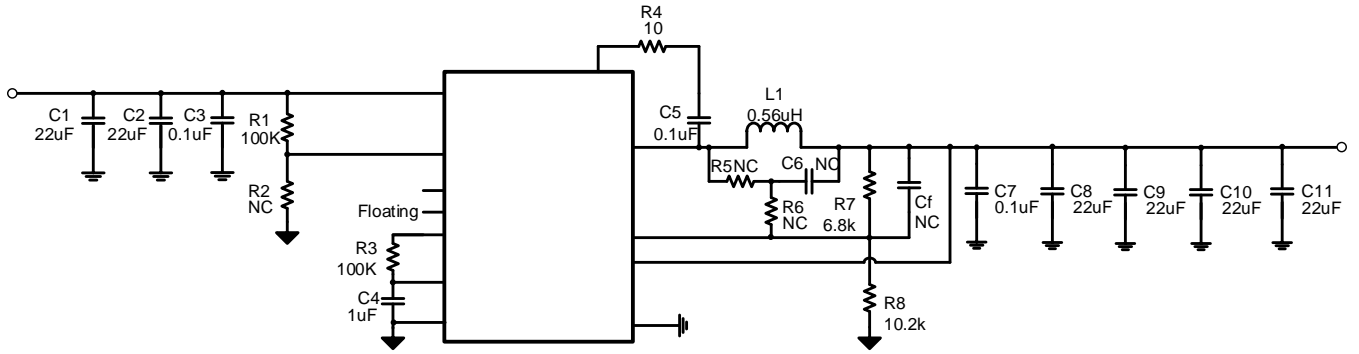 R4
10
C1
22uF
C2
22uF
C3
0.1uF
R1
100K
R2
NC
Floating
R3
100K
C4
1uF
C5
0.1uF
L1
0.56uH
R5NC
C6
NC
R6
NC
R7
6.8k
Cf
NC
R8
10.2k
C7
0.1uF
C8
22uF
C9
22uF
C10
22uF
C11
22uF